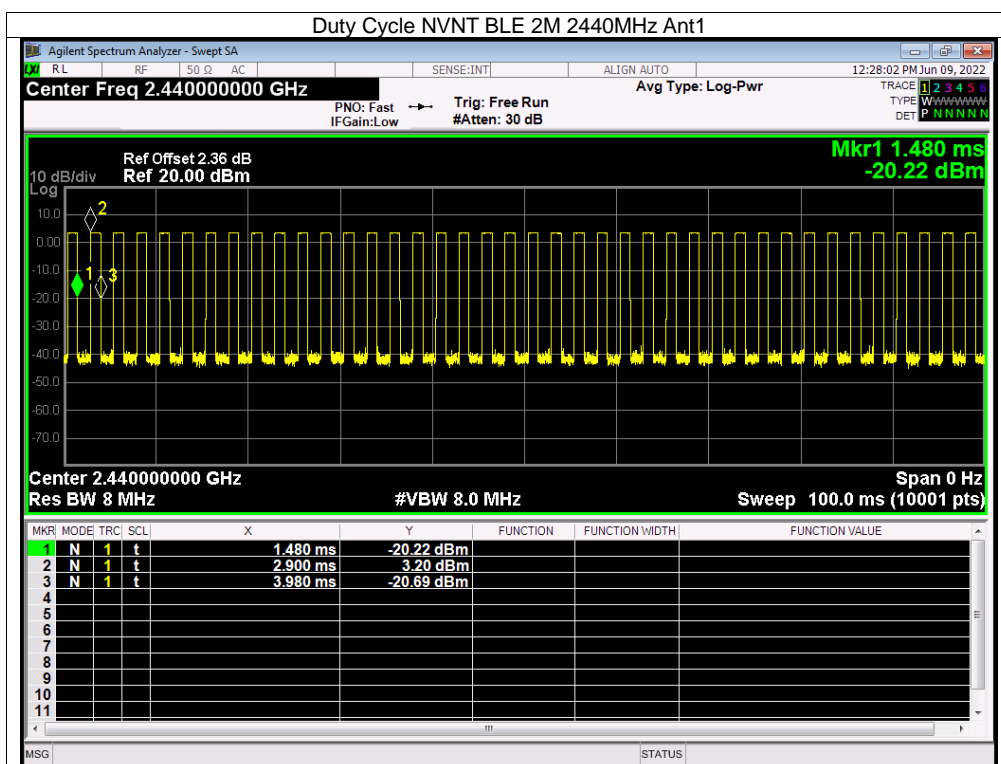 Duty Cycle NVNT BLE 2M 2440MHz Ant1
Agilent Spectrum Analyzer - Swept SA
LXI RL RF 50 Ω AC SENSE:INT ALIGN AUTO 12:28:02 PM Jun 09, 2022
Center Freq 2.440000000 GHz Avg Type: Log-Pwr TRACE 1 2 3 4 5 6
PNO: Fast Trig: Free Run TYPE WWWWWW
IFGain:Low #Atten: 30 dB DET P N N N N N
Mkr1 1.480 ms
-20.22 dBm
Ref Offset 2.36 dB
10 dB/div Ref 20.00 dBm
Log
10.0
0.00
-10.0
-20.0
-30.0
-40.0
-50.0
-60.0
-70.0
2
1 3
Center 2.440000000 GHz Span 0 Hz
Res BW 8 MHz #VBW 8.0 MHz Sweep 100.0 ms (10001 pts)
MKR MODE TRC SCL X Y FUNCTION FUNCTION WIDTH FUNCTION VALUE
1 N 1 t 1.480 ms -20.22 dBm
2 N 1 t 2.900 ms 3.20 dBm
3 N 1 t 3.980 ms -20.69 dBm
4
5
6
7
8
9
10
11
MSG STATUS